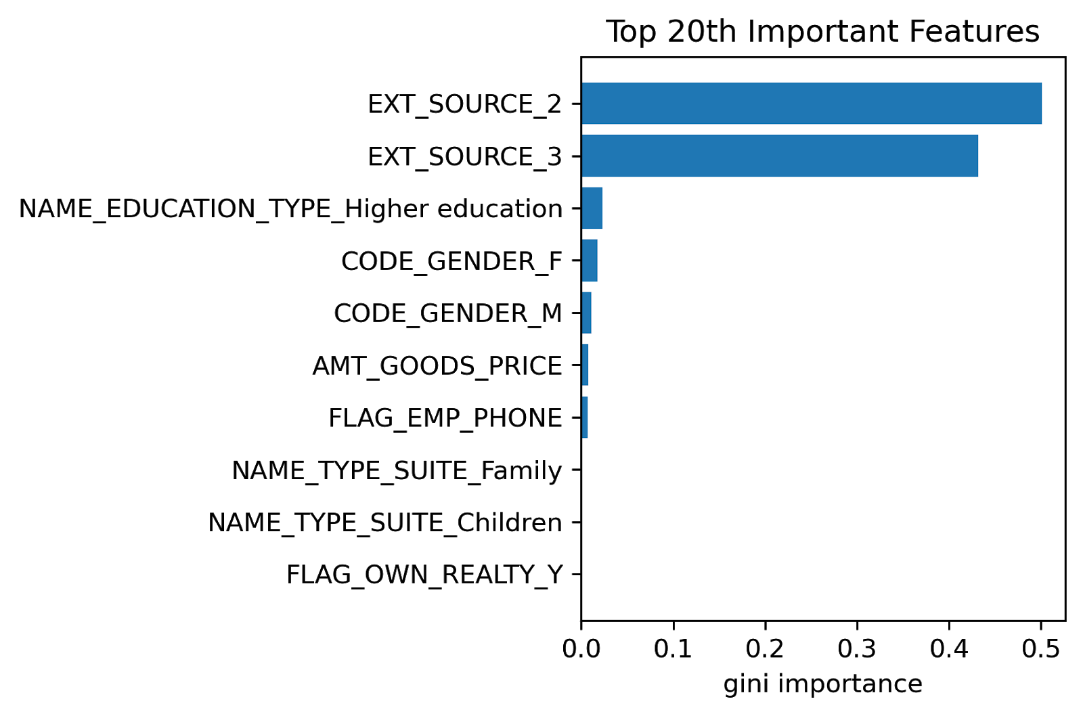 Top 20th Important Features
EXT_SOURCE_2
EXT_SOURCE_3
NAME_EDUCATION_TYPE_Higher education
CODE_GENDER_F
CODE_GENDER_M
AMT_GOODS_PRICE
FLAG_EMP_PHONE
NAME_TYPE_SUITE_Family
NAME_TYPE_SUITE_Children
FLAG_OWN_REALTY_Y
0.0 0.1 0.2 0.3 0.4 0.5
gini importance